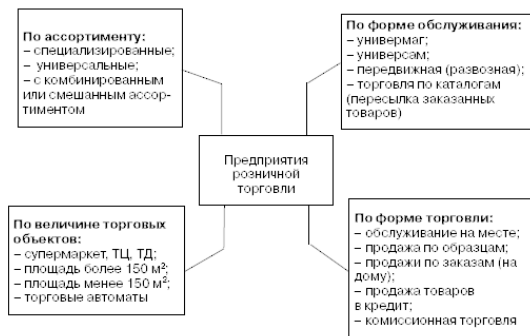 По ассортименту:
– специализированные;
– универсальные;
– с комбинированным
или смешанным ассор-
тиментом
По форме обслуживания:
– универмаг;
– универсам;
– передвижная (развозная);
– торговля по каталогам
(пересылка заказанных
товаров)
Предприятия
розничной
торговли
По величине торговых
объектов:
– супермаркет, ТЦ, ТД;
– площадь более 150 м²;
– площадь менее 150 м²;
– торговые автоматы
По форме торговли:
– обслуживание на месте;
– продажа по образцам;
– продажи по заказам (на
дому);
– продажа товаров
в кредит;
– комиссионная торговля